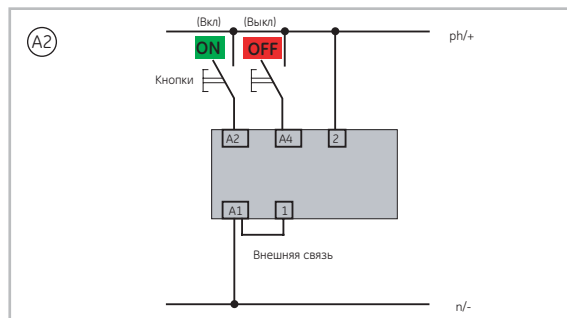 A2
(Вкл) (Выкл)
ph/+
ON OFF
Кнопки
A2 A4 2
A1 1
Внешняя связь
n/-